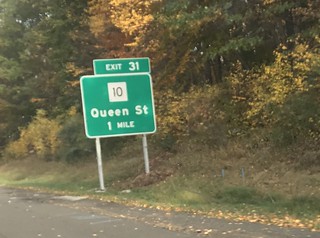 EXIT 31
10
Queen St
1 MILE